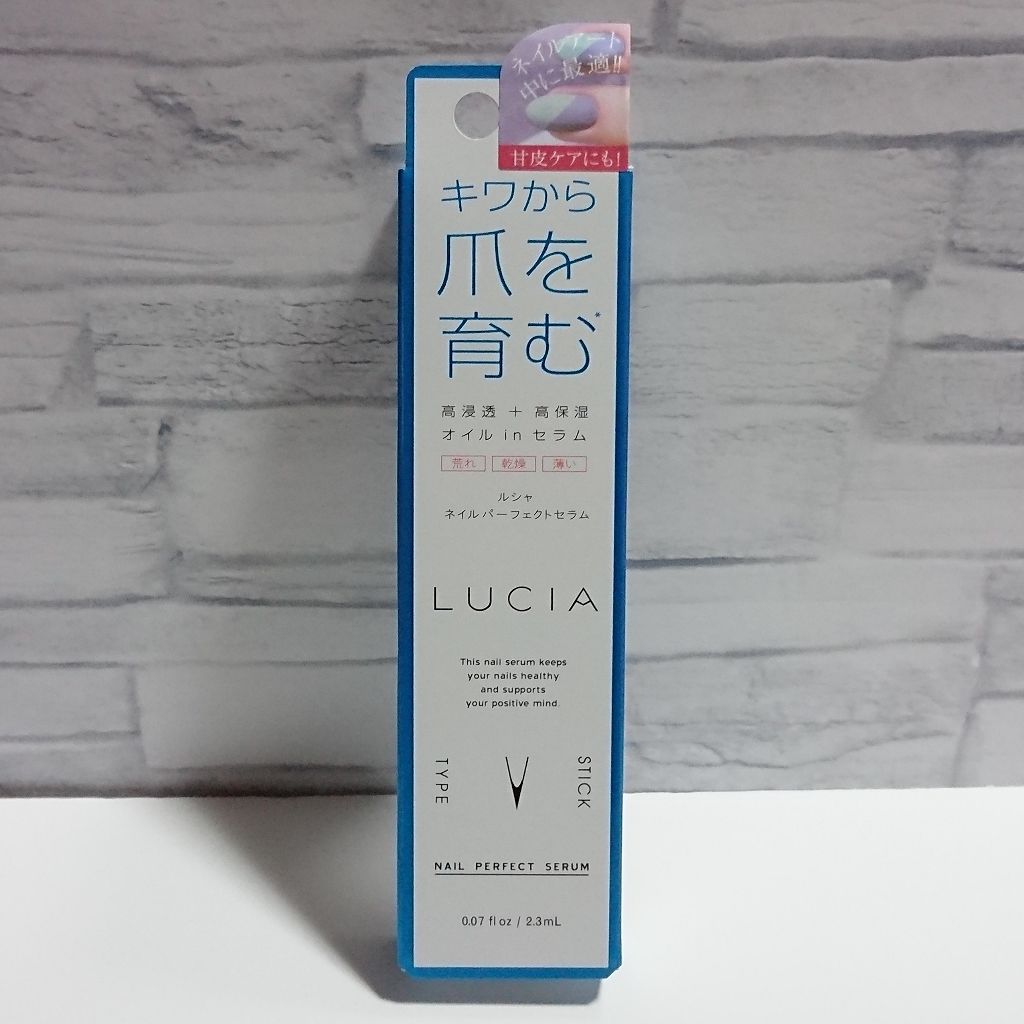 ネイルアート
中に最適!!
甘皮ケアにも!
キワから
爪を
育む*
高浸透 + 高保湿
オイル in セラム
荒れ 乾燥 薄い
ルシャ
ネイルパーフェクトセラム
LUCIA
This nail serum keeps
your nails healthy
and supports
your positive mind.
TYPE
STICK
NAIL PERFECT SERUM
0.07 fl oz / 2.3mL